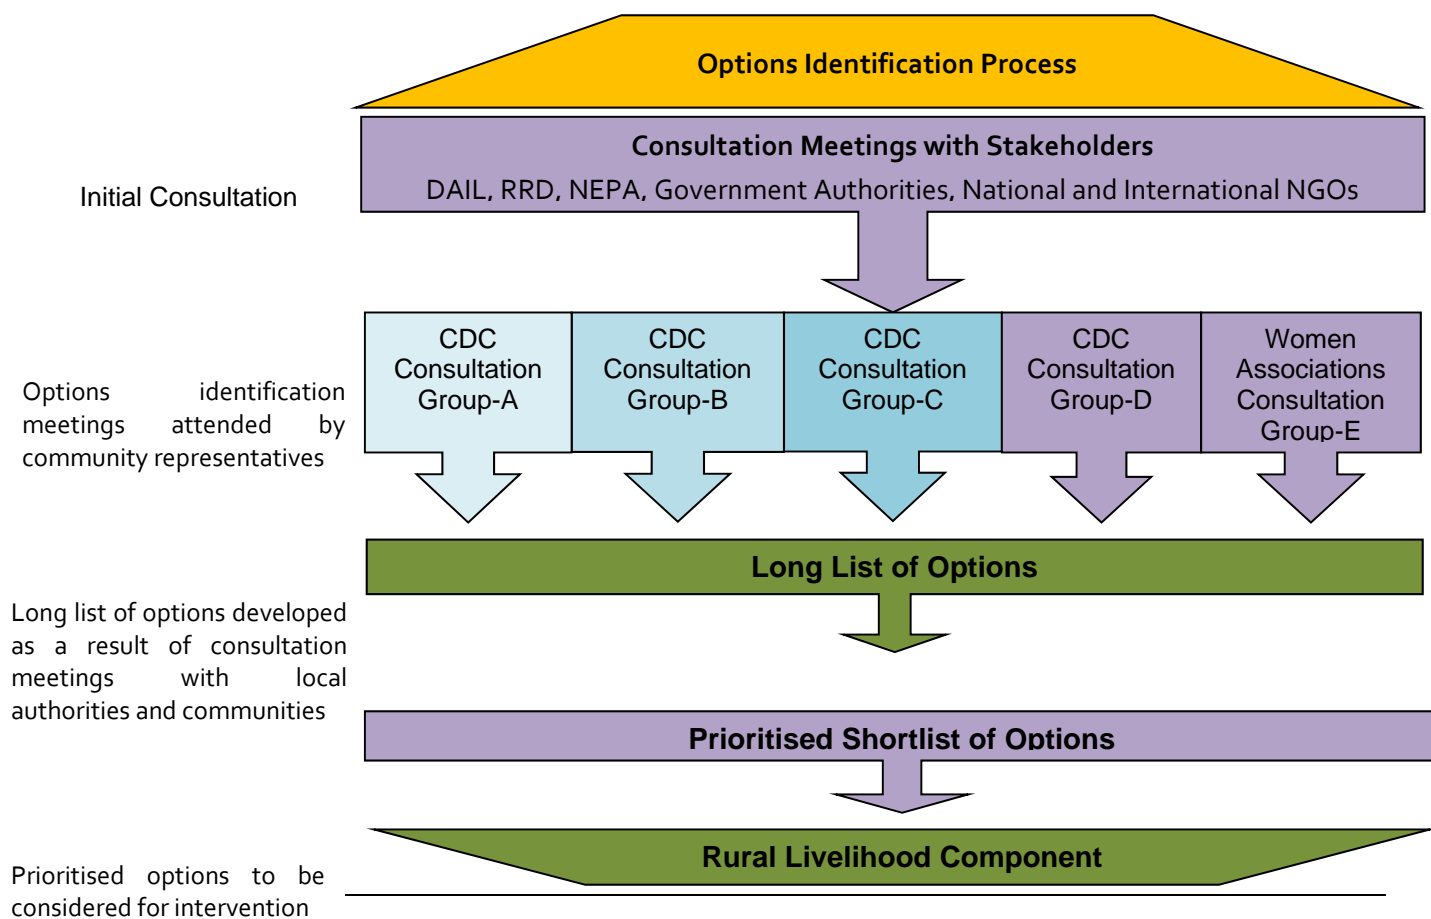 Options Identification Process
Consultation Meetings with Stakeholders
DAIL, RRD, NEPA, Government Authorities, National and International NGOs
Initial Consultation
CDC
Consultation
Group-A
CDC
Consultation
Group-B
CDC
Consultation
Group-C
CDC
Consultation
Group-D
Women
Associations
Consultation
Group-E
Options identification
meetings attended by
community representatives
Long List of Options
Long list of options developed
as a result of consultation
meetings with local
authorities and communities
Prioritised Shortlist of Options
Rural Livelihood Component
Prioritised options to be
considered for intervention